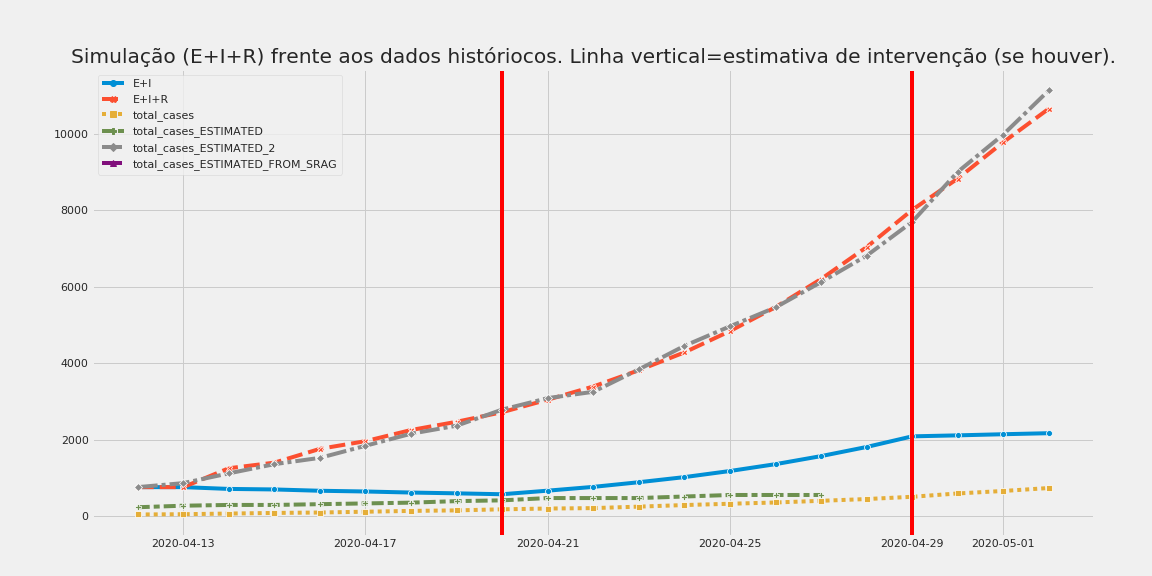 Simulação (E+I+R) frente aos dados históriocos. Linha vertical=estimativa de intervenção (se houver).
E+I
E+I+R
total_cases
total_cases_ESTIMATED
total_cases_ESTIMATED_2
total_cases_ESTIMATED_FROM_SRAG
10000
8000
6000
4000
2000
0
2020-04-13 2020-04-17 2020-04-21 2020-04-25 2020-04-29 2020-05-01